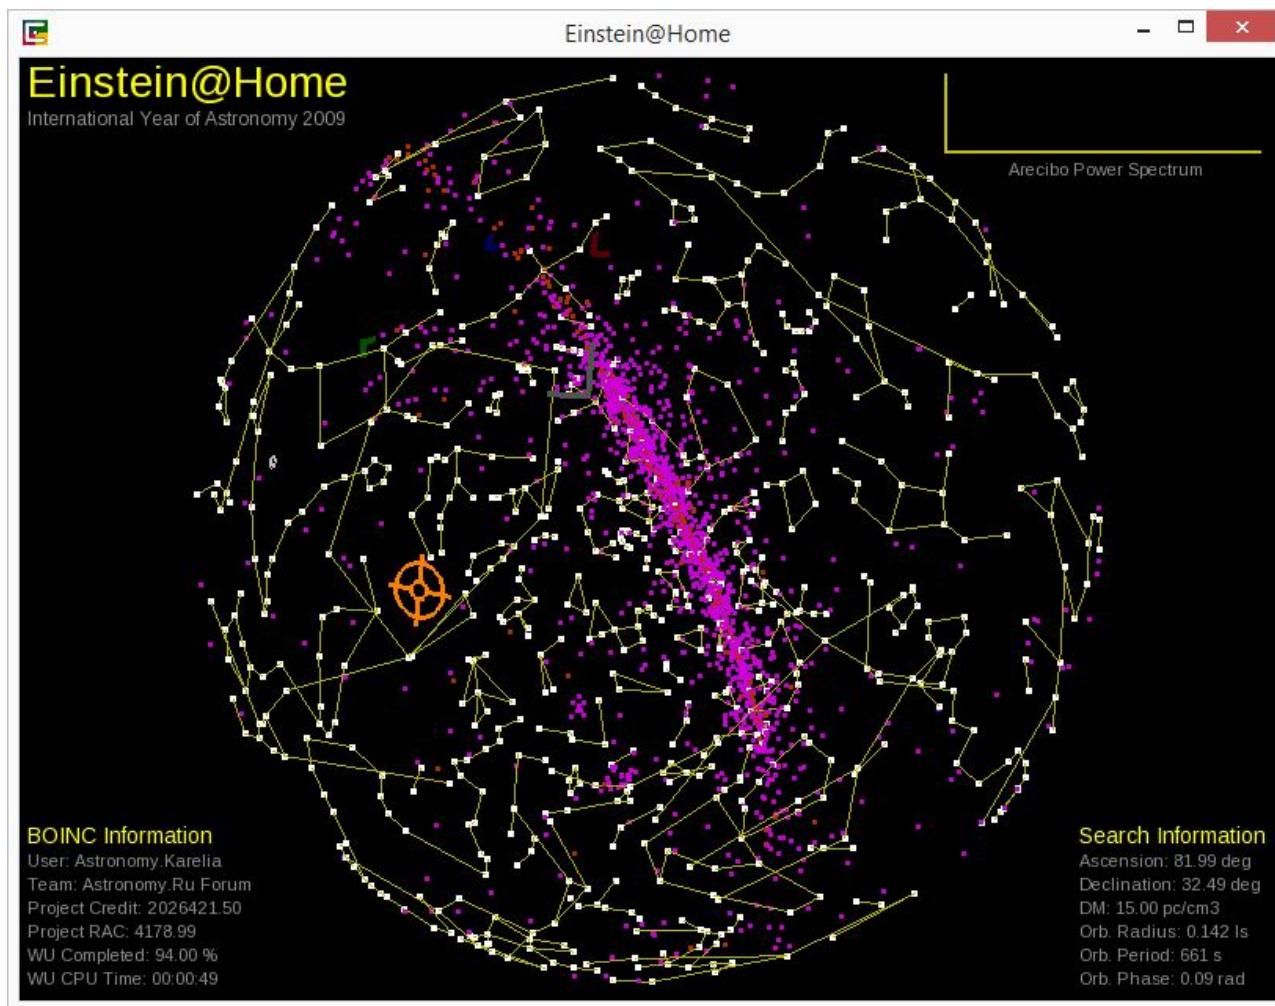 Einstein@Home
Einstein@Home
International Year of Astronomy 2009
Arecibo Power Spectrum
BOINC Information
User: Astronomy.Karelia
Team: Astronomy.Ru Forum
Project Credit: 2026421.50
Project RAC: 4178.99
WU Completed: 94.00 %
WU CPU Time: 00:00:49
Search Information
Ascension: 81.99 deg
Declination: 32.49 deg
DM: 15.00 pc/cm3
Orb. Radius: 0.142 ls
Orb. Period: 661 s
Orb. Phase: 0.09 rad